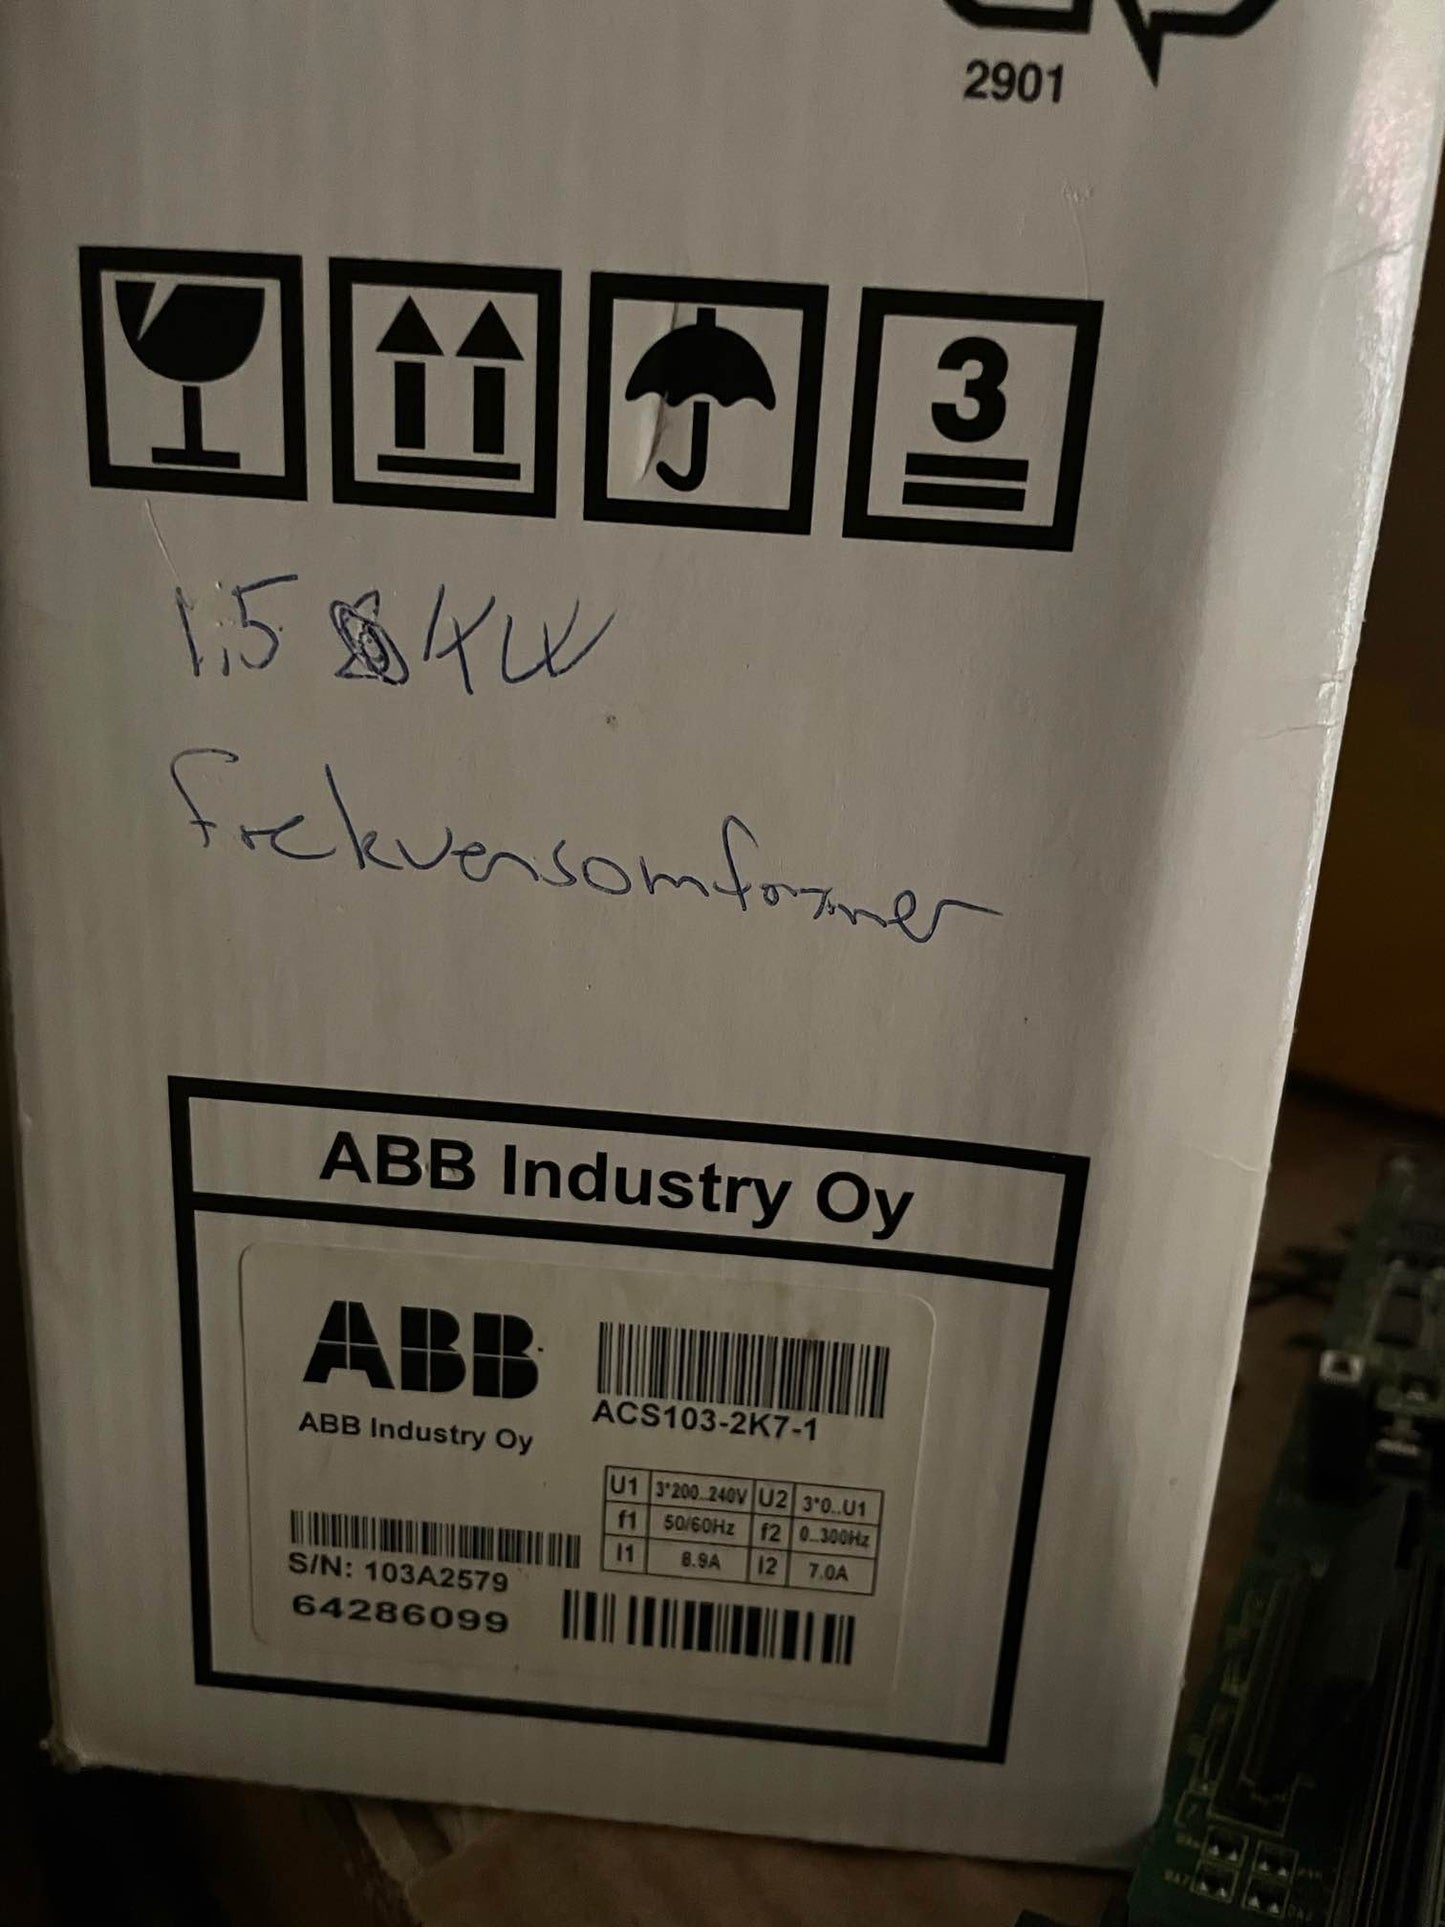 2901
3
1,5 KW
frekvensomformer
ABB Industry Oy
ABB
ABB Industry Oy
ACS103-2K7-1
U1 3*200..240V U2 3*0..U1
f1 50/60Hz f2 0..300Hz
I1 8.9A I2 7.0A
S/N: 103A2579
64286099